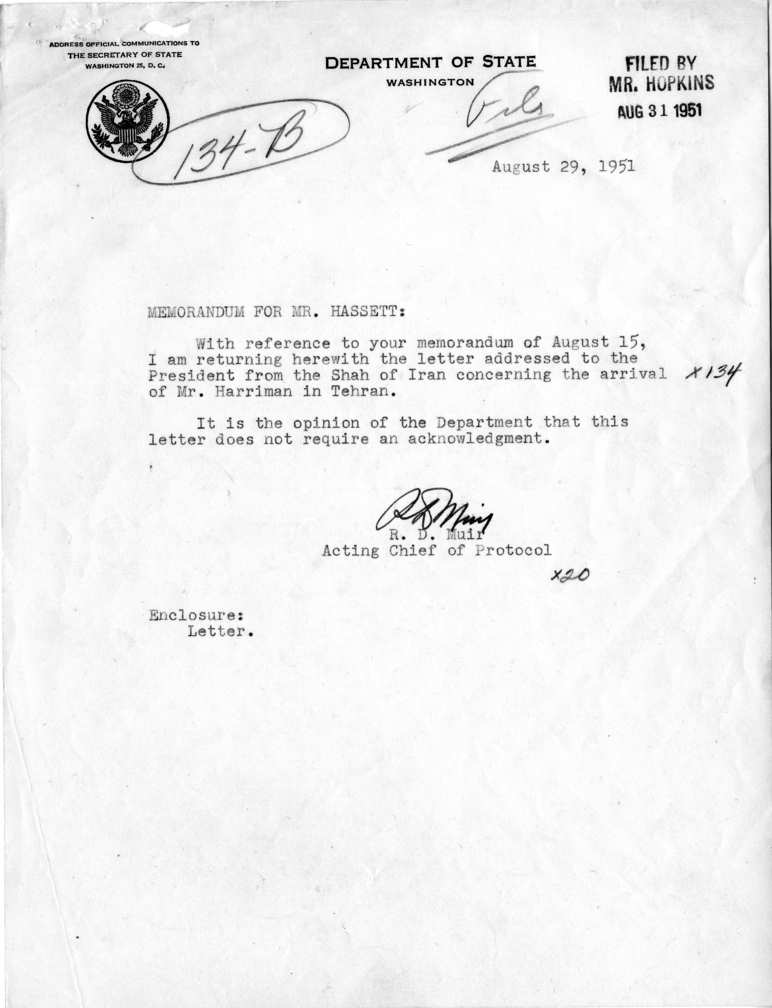 ADDRESS OFFICIAL COMMUNICATIONS TO
THE SECRETARY OF STATE
WASHINGTON 25, D. C.
DEPARTMENT OF STATE
WASHINGTON
FILED BY
MR. HOPKINS
AUG 31 1951
File
134-B
August 29, 1951
MEMORANDUM FOR MR. HASSETT:
With reference to your memorandum of August 15,
I am returning herewith the letter addressed to the
President from the Shah of Iran concerning the arrival x134
of Mr. Harriman in Tehran.
It is the opinion of the Department that this
letter does not require an acknowledgment.
RDMuir
R. D. Muir
Acting Chief of Protocol
x20
Enclosure:
Letter.